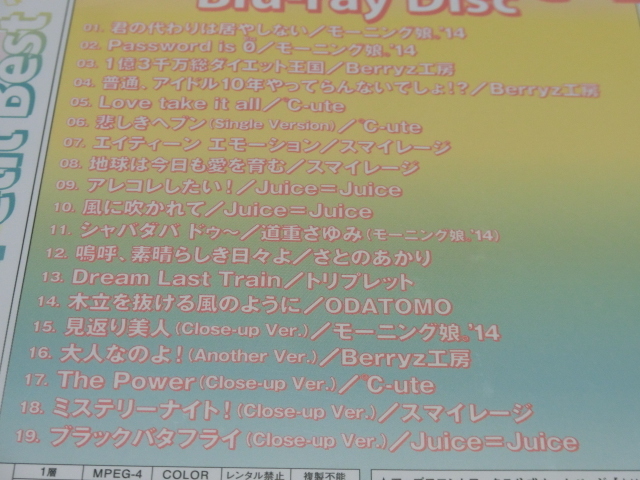 Blu-ray Disc
01. 君の代わりは居やしない/モーニング娘。'14
02. Password is 0/モーニング娘。'14
03. 1億3千万総ダイエット王国/Berryz工房
04. 普通、アイドル10年やってらんないでしょ!?/Berryz工房
05. Love take it all/℃-ute
06. 悲しきヘブン(Single Version)/℃-ute
07. エイティーン エモーション/スマイレージ
08. 地球は今日も愛を育む/スマイレージ
09. アレコレしたい!/Juice=Juice
10. 風に吹かれて/Juice=Juice
11. シャバダバ ドゥ〜/道重さゆみ(モーニング娘。'14)
12. 嗚呼、素晴らしき日々よ/さとのあかり
13. Dream Last Train/トリプレット
14. 木立を抜ける風のように/ODATOMO
15. 見返り美人(Close-up Ver.)/モーニング娘。'14
16. 大人なのよ!(Another Ver.)/Berryz工房
17. The Power(Close-up Ver.)/℃-ute
18. ミステリーナイト!(Close-up Ver.)/スマイレージ
19. ブラックバタフライ(Close-up Ver.)/Juice=Juice
1層 MPEG-4 COLOR レンタル禁止 複製不能
Best